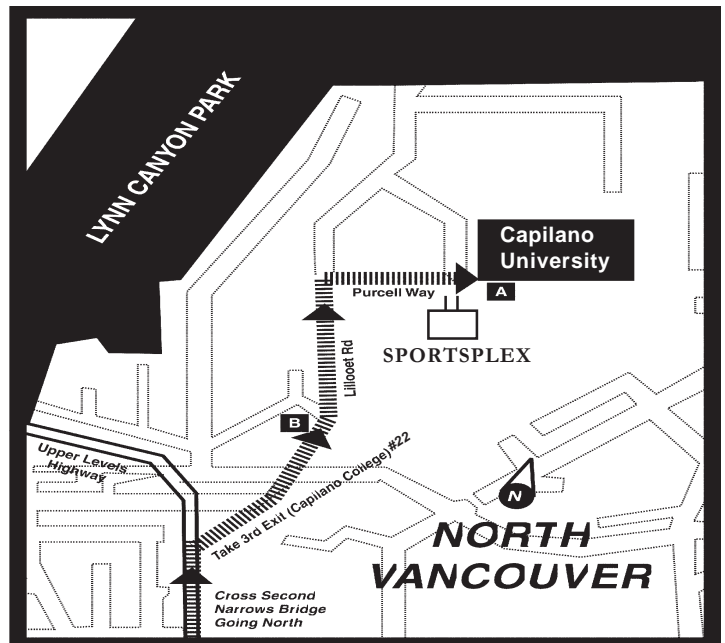 LYNN CANYON PARK
Capilano
University
A
Purcell Way
SPORTSPLEX
Lillooet Rd
B
Upper Levels
Highway
Take 3rd Exit (Capilano College)#22
N
NORTH
VANCOUVER
Cross Second
Narrows Bridge
Going North